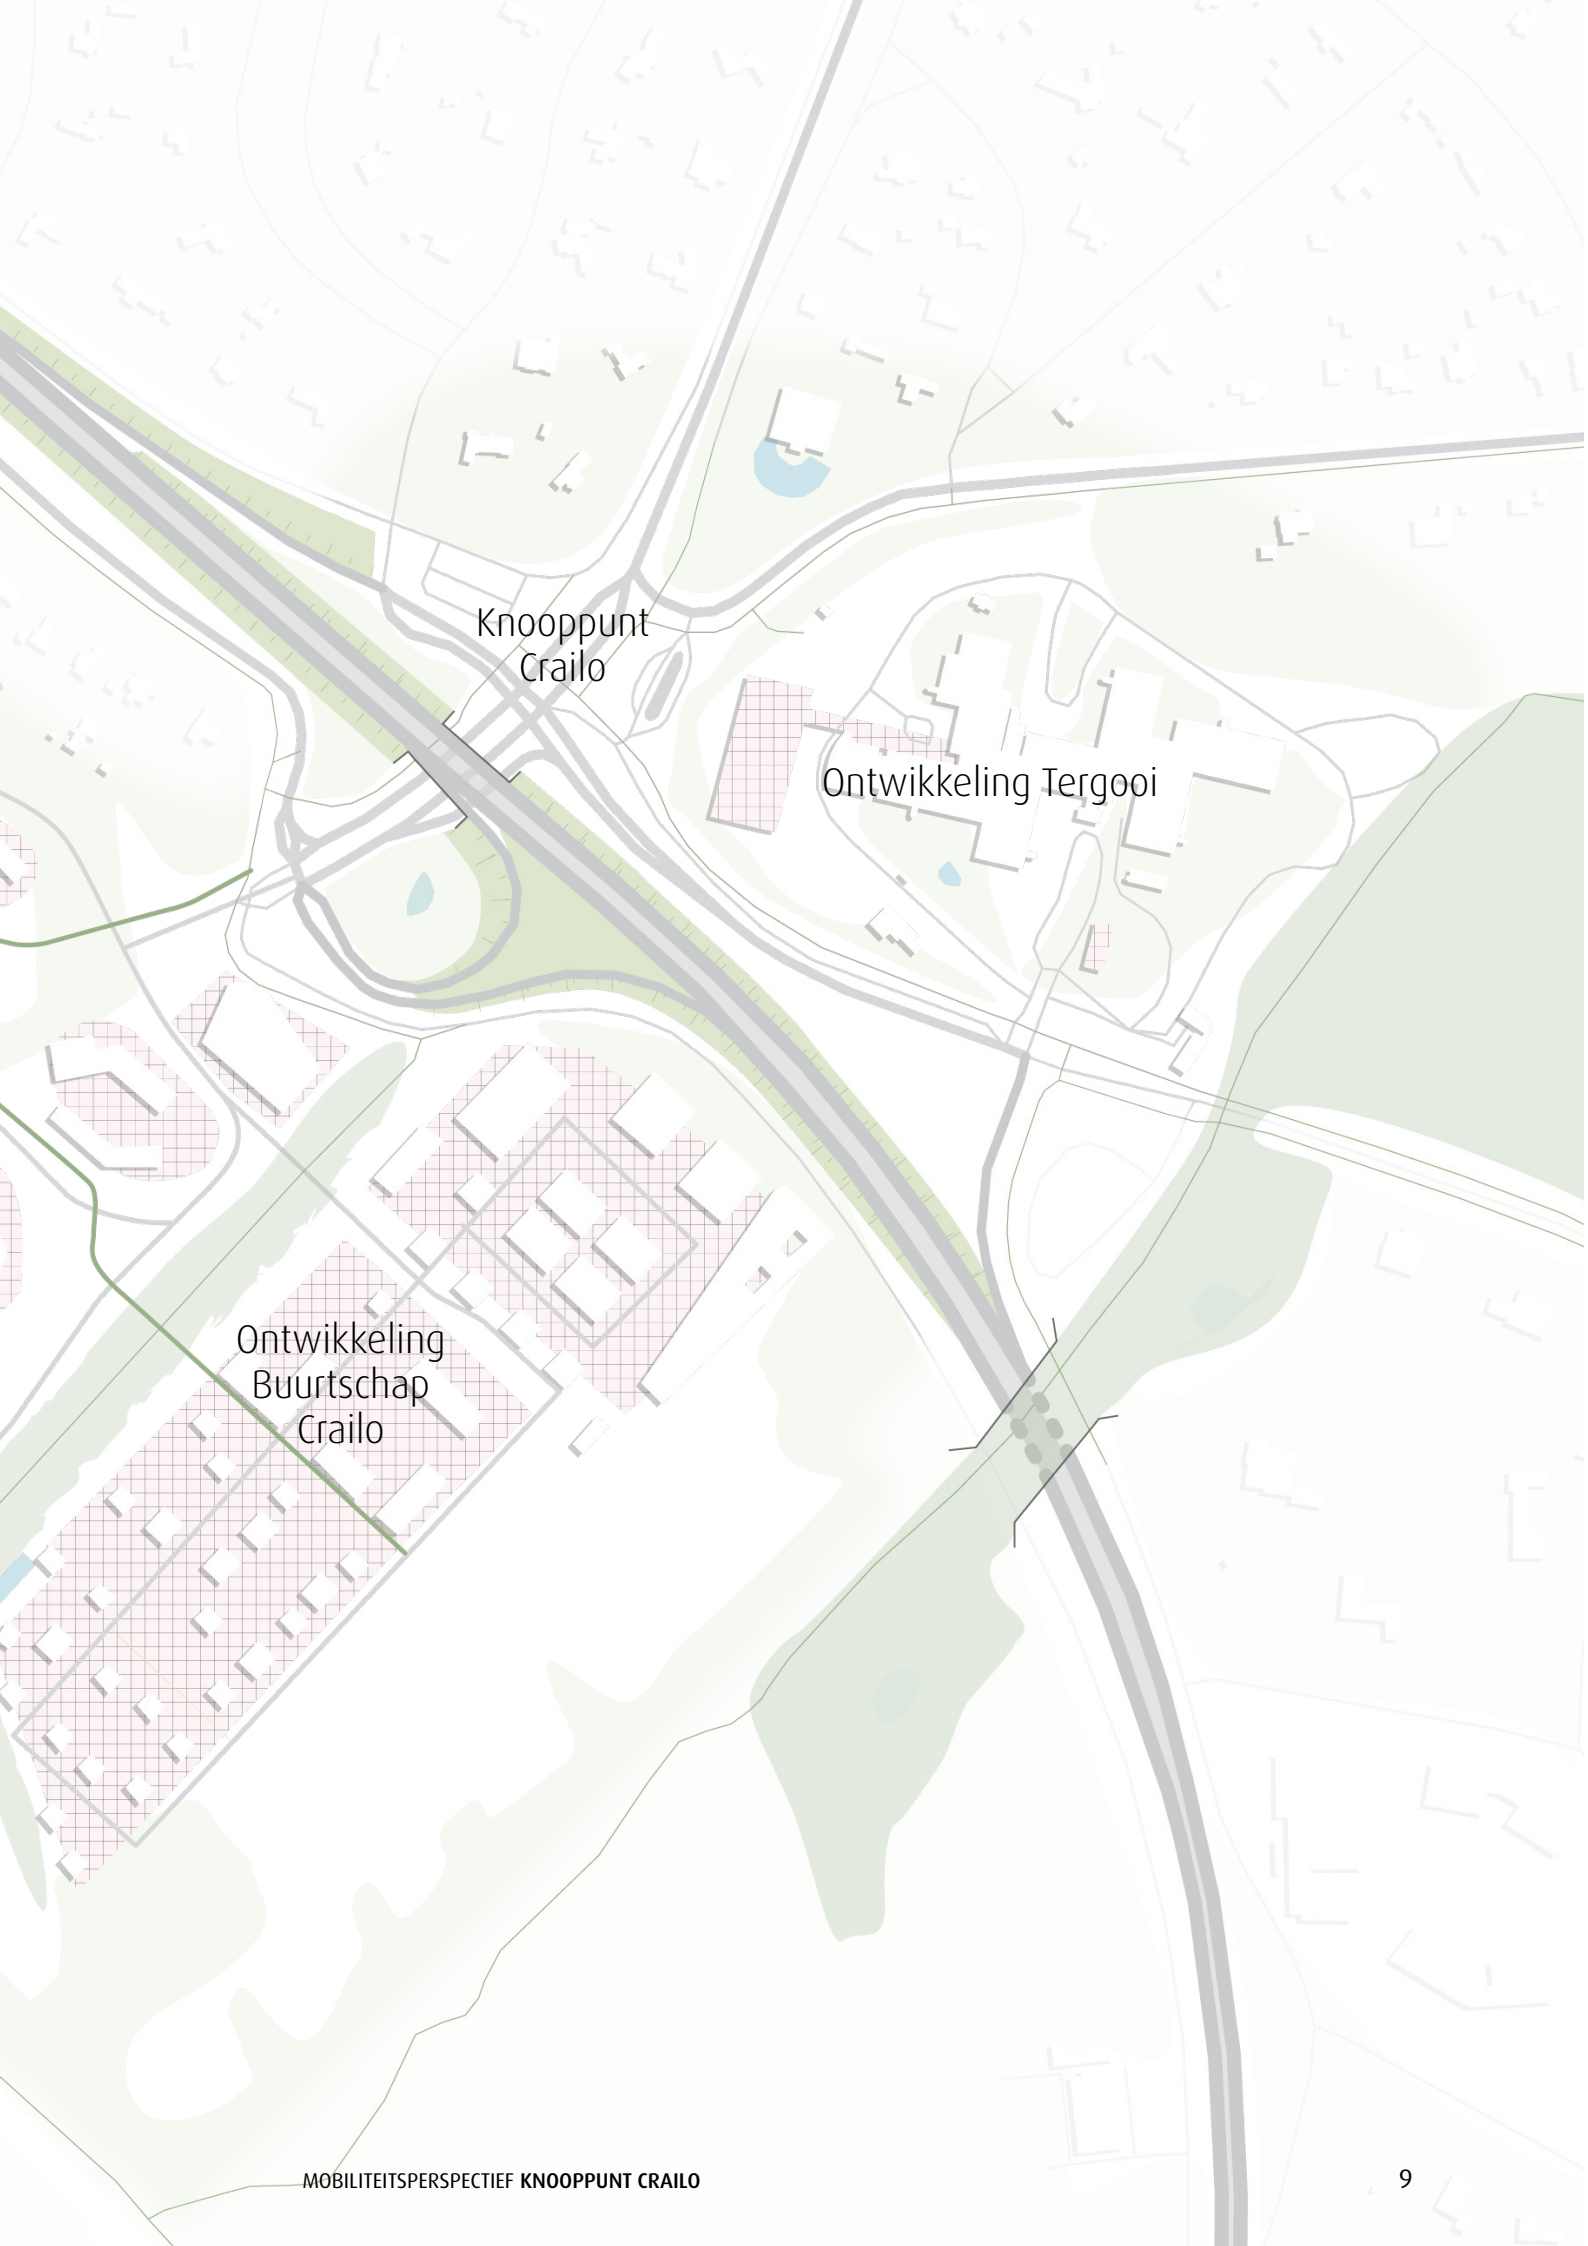 Knooppunt
Crailo
Ontwikkeling Tergooi
Ontwikkeling
Buurtschap
Crailo
MOBILITEITSPERSPECTIEF KNOOPPUNT CRAILO
9